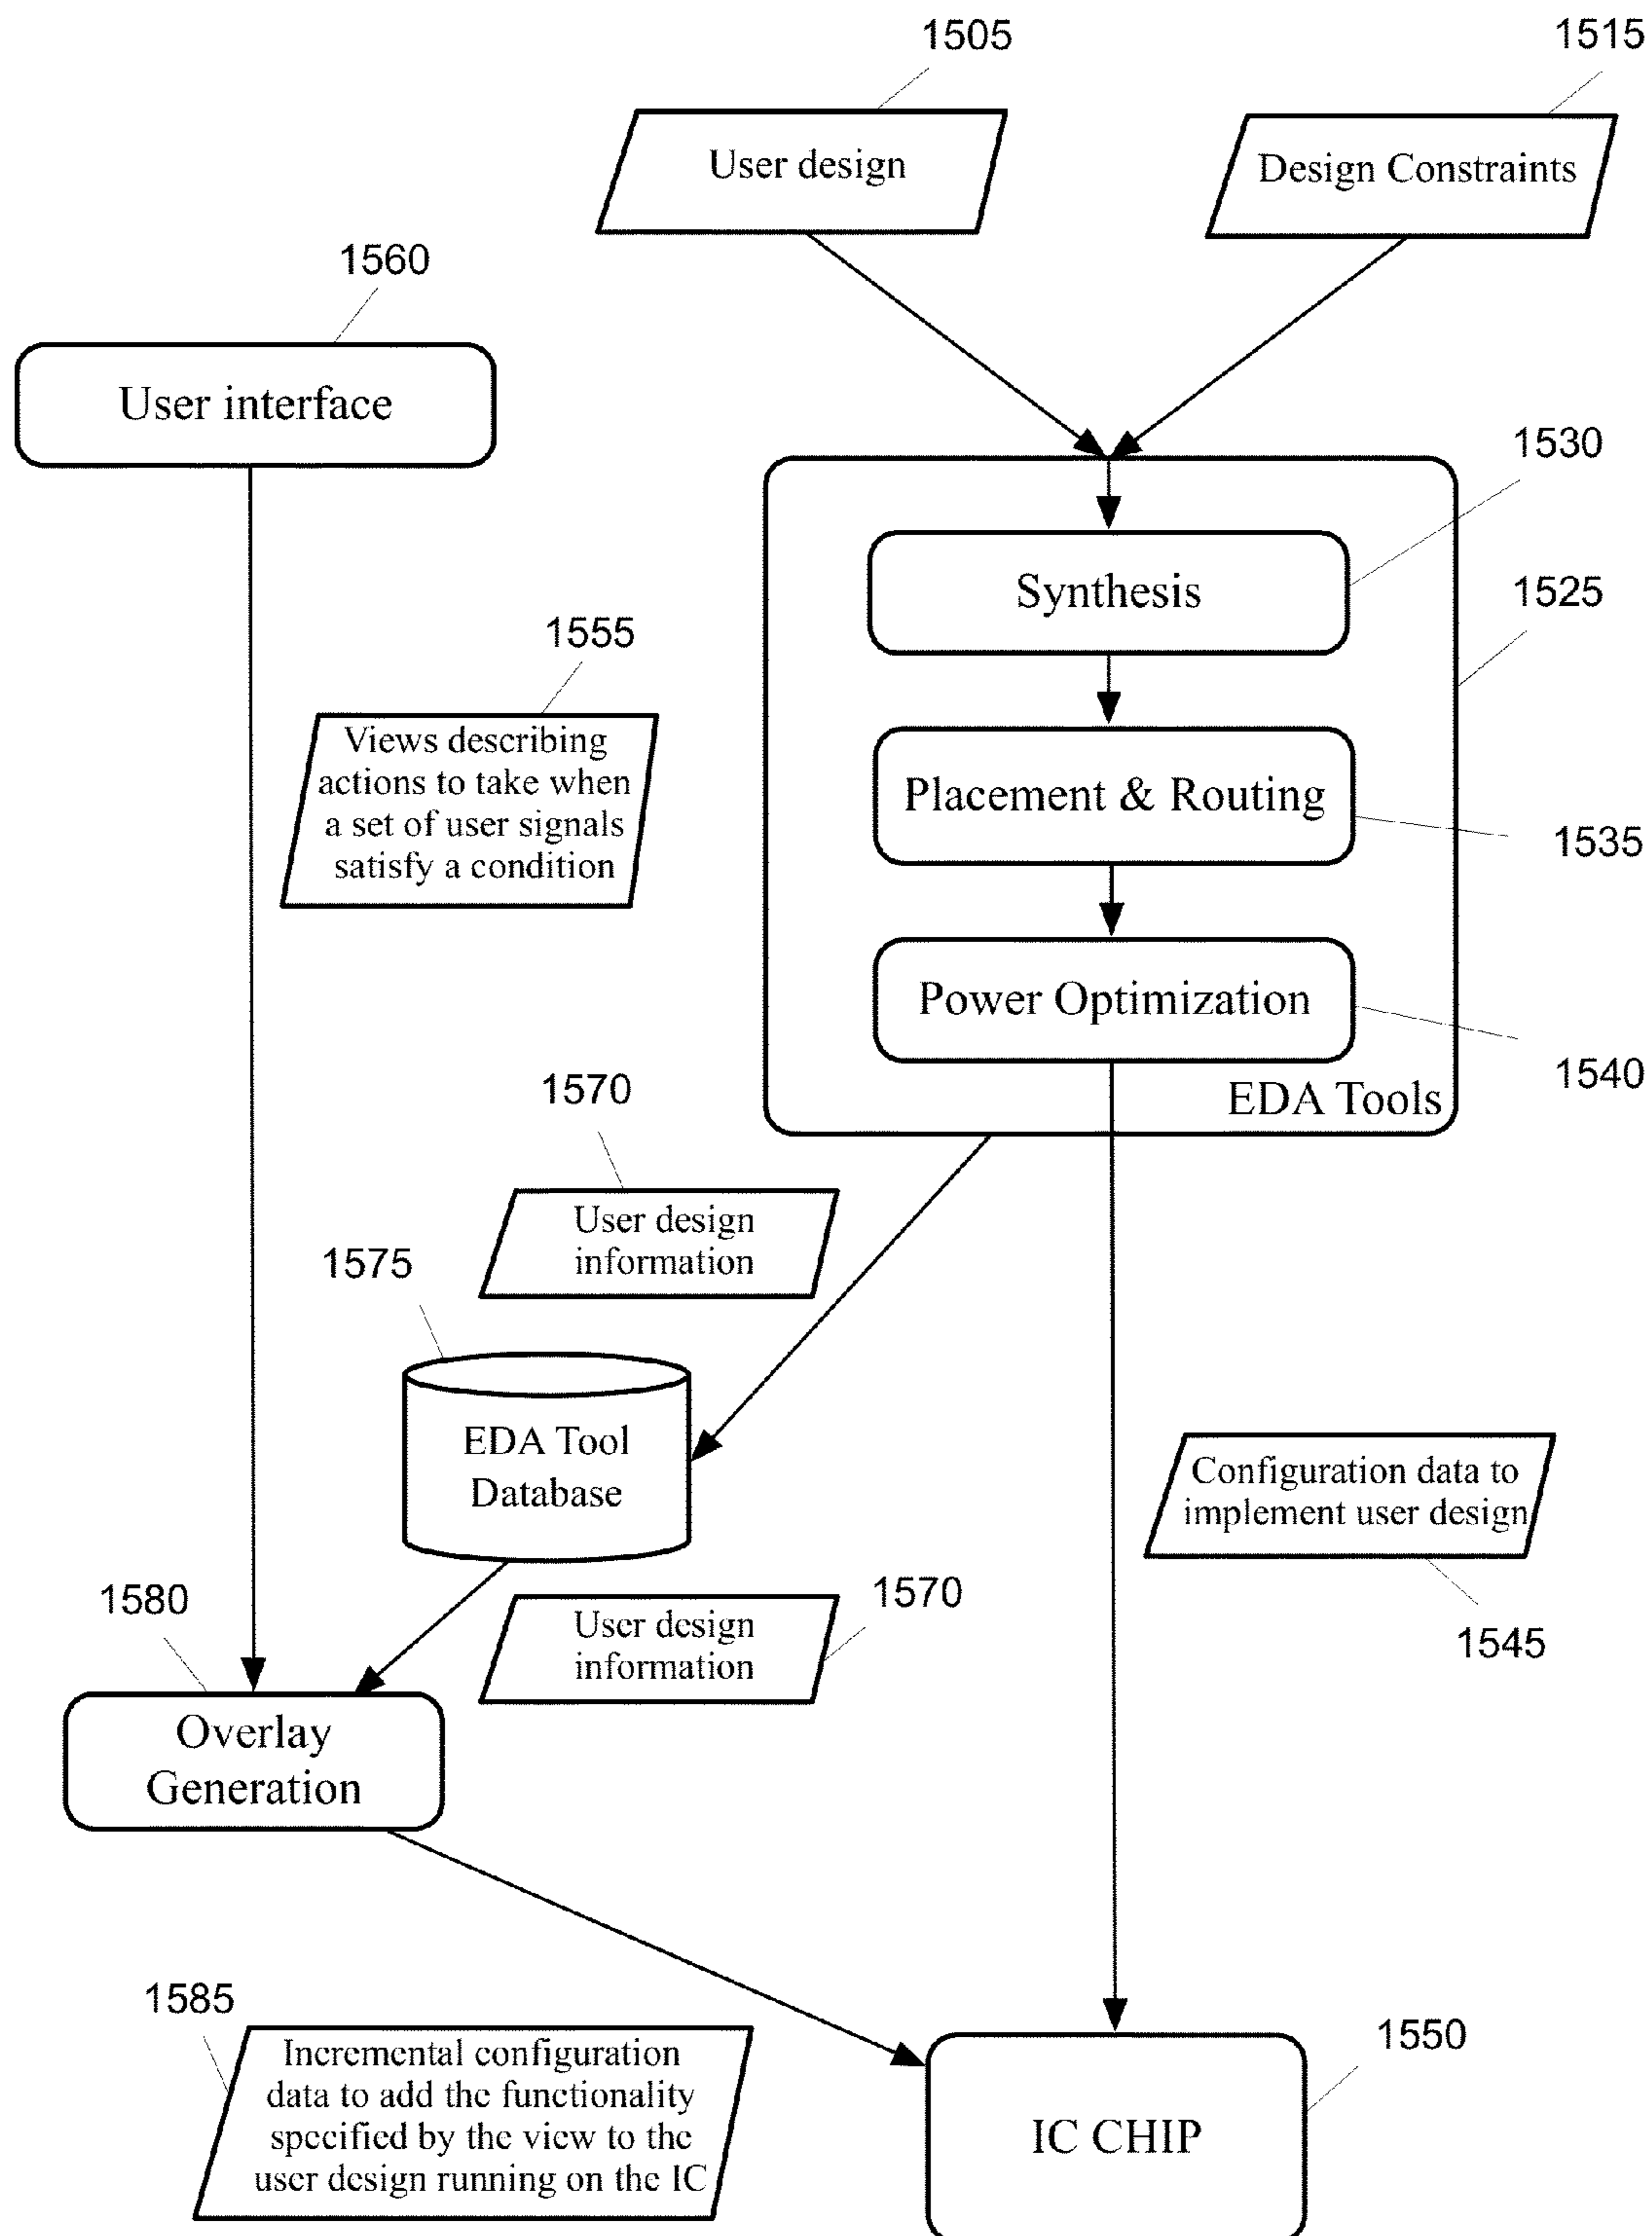 1505
1515
User design
Design Constraints
1560
User interface
1530
Synthesis
1525
1555
Views describing
actions to take when
a set of user signals
satisfy a condition
Placement & Routing
1535
Power Optimization
1540
EDA Tools
1570
User design
information
1575
EDA Tool
Database
Configuration data to
implement user design
1545
1580
1570
User design
information
Overlay
Generation
1585
Incremental configuration
data to add the functionality
specified by the view to the
user design running on the IC
1550
IC CHIP